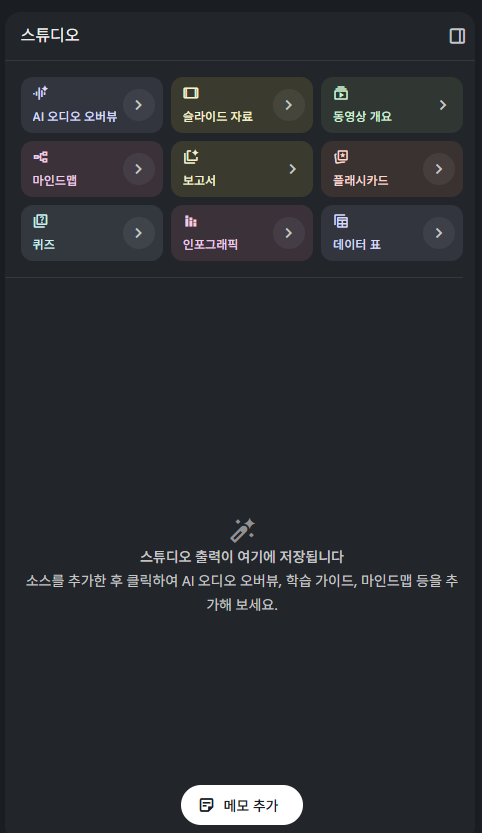 스튜디오
AI 오디오 오버뷰
슬라이드 자료
동영상 개요
마인드맵
보고서
플래시카드
퀴즈
인포그래픽
데이터 표
스튜디오 출력이 여기에 저장됩니다
소스를 추가한 후 클릭하여 AI 오디오 오버뷰, 학습 가이드, 마인드맵 등을 추
가해 보세요.
메모 추가